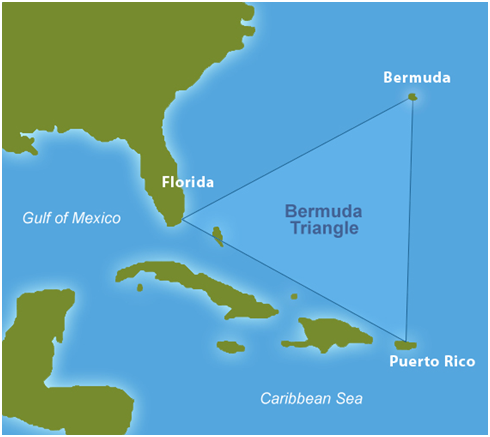 Bermuda
Florida
Bermuda
Triangle
Gulf of Mexico
Puerto Rico
Caribbean Sea